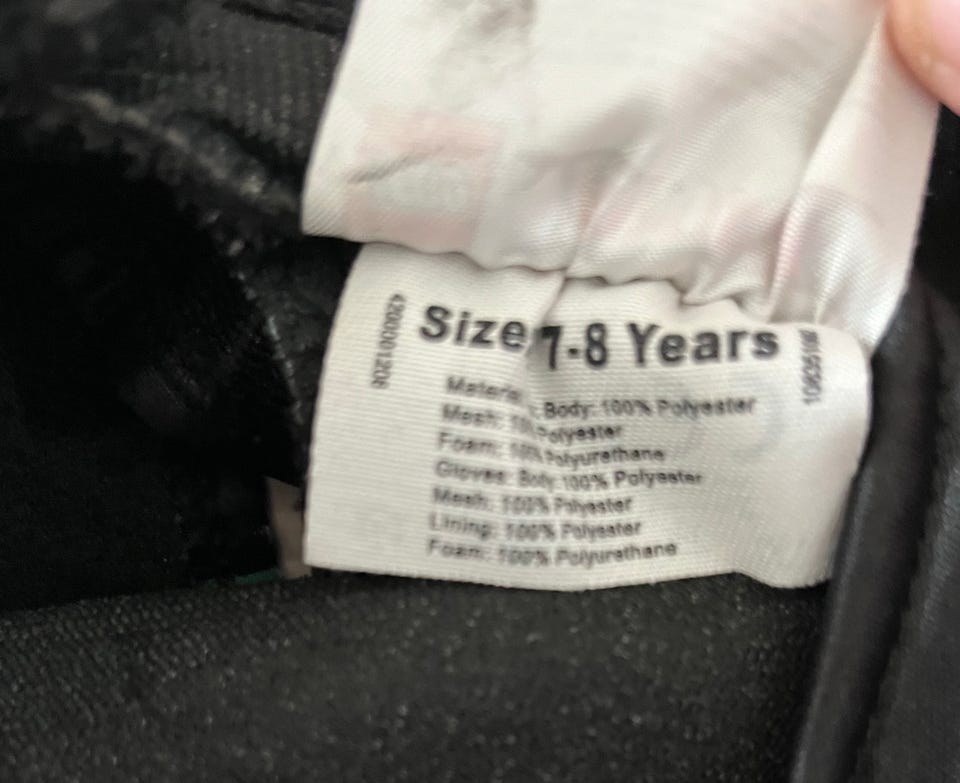 Size 7-8 Years
Body: 100% Polyester
Mesh: Polyester
Foam: Polyurethane
Gloves: Body: 100% Polyester
Mesh: 100% Polyester
Lining: 100% Polyester
Foam: 100% Polyurethane